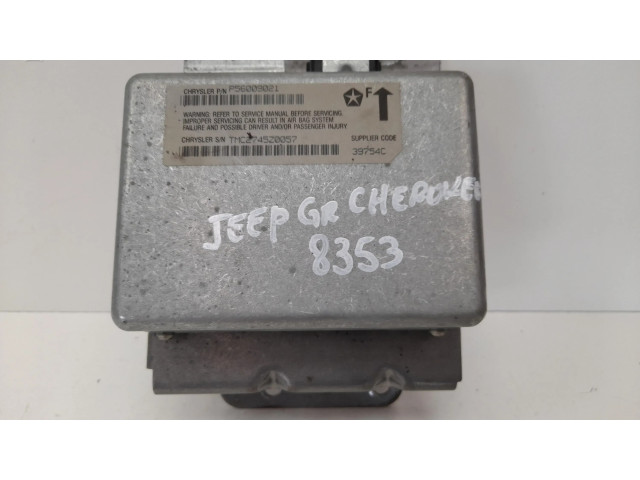 CHRYSLER P/N P56009021
F
WARNING: REFER TO SERVICE MANUAL BEFORE SERVICING.
IMPROPER SERVICING CAN RESULT IN AIR BAG SYSTEM
FAILURE AND POSSIBLE DRIVER AND/OR PASSENGER INJURY
CHRYSLER S/N TMC274520057
SUPPLIER CODE
39754C
JEEP GR CHEROKEE
8353